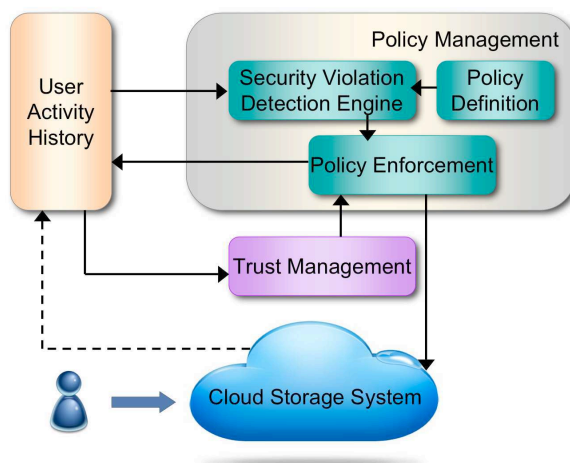 Policy Management
User
Activity
History
Security Violation
Detection Engine
Policy
Definition
Policy Enforcement
Trust Management
Cloud Storage System